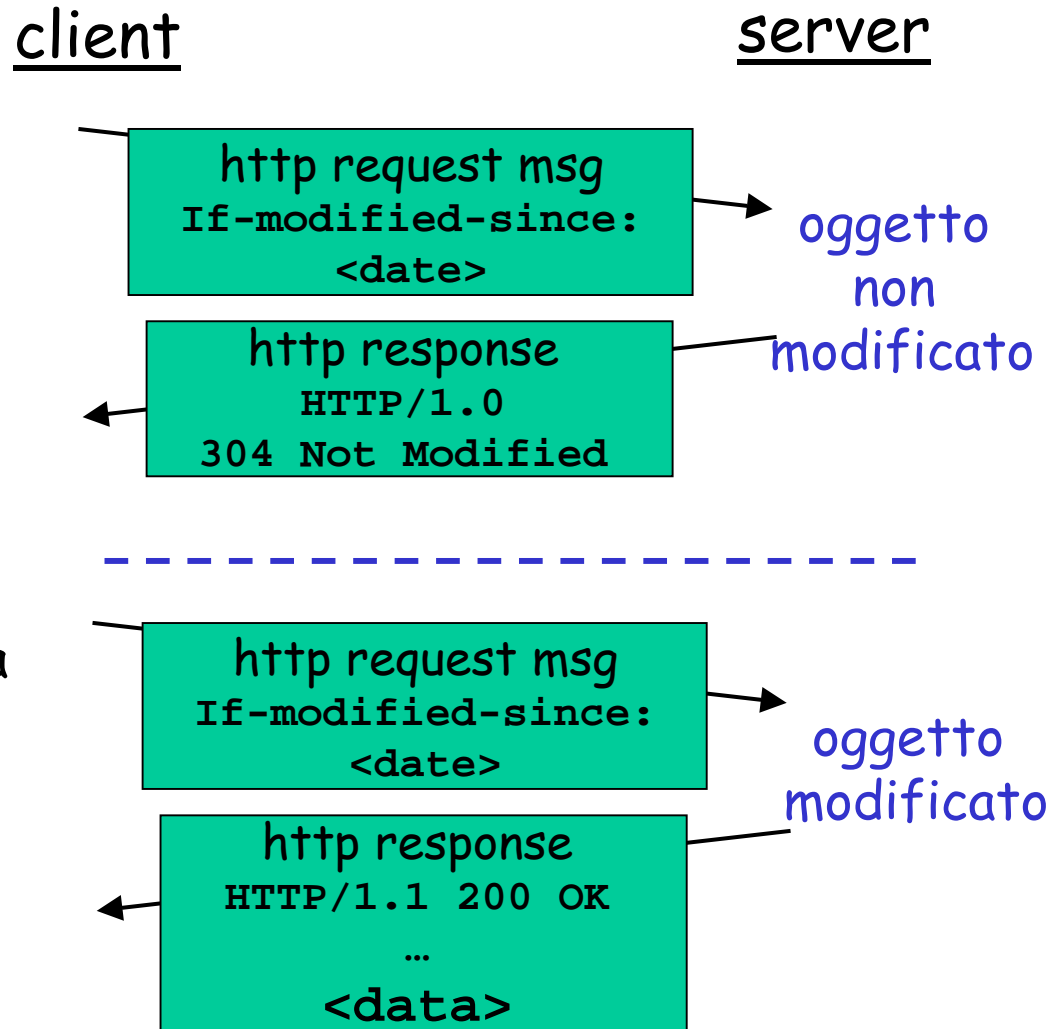 client
server
http request msg
If-modified-since:
<date>
oggetto
non
modificato
http response
HTTP/1.0
304 Not Modified
a
http request msg
If-modified-since:
<date>
oggetto
modificato
http response
HTTP/1.1 200 OK
…
<data>